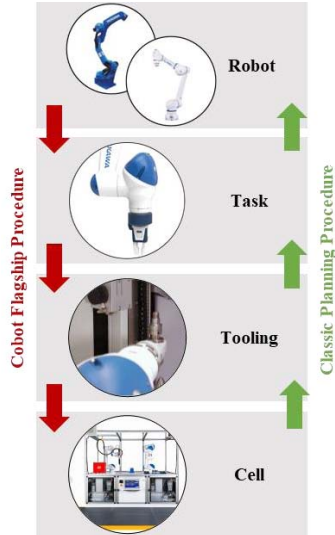 Robot
Task
Tooling
Cell
Cobot Flagship Procedure
Classic Planning Procedure